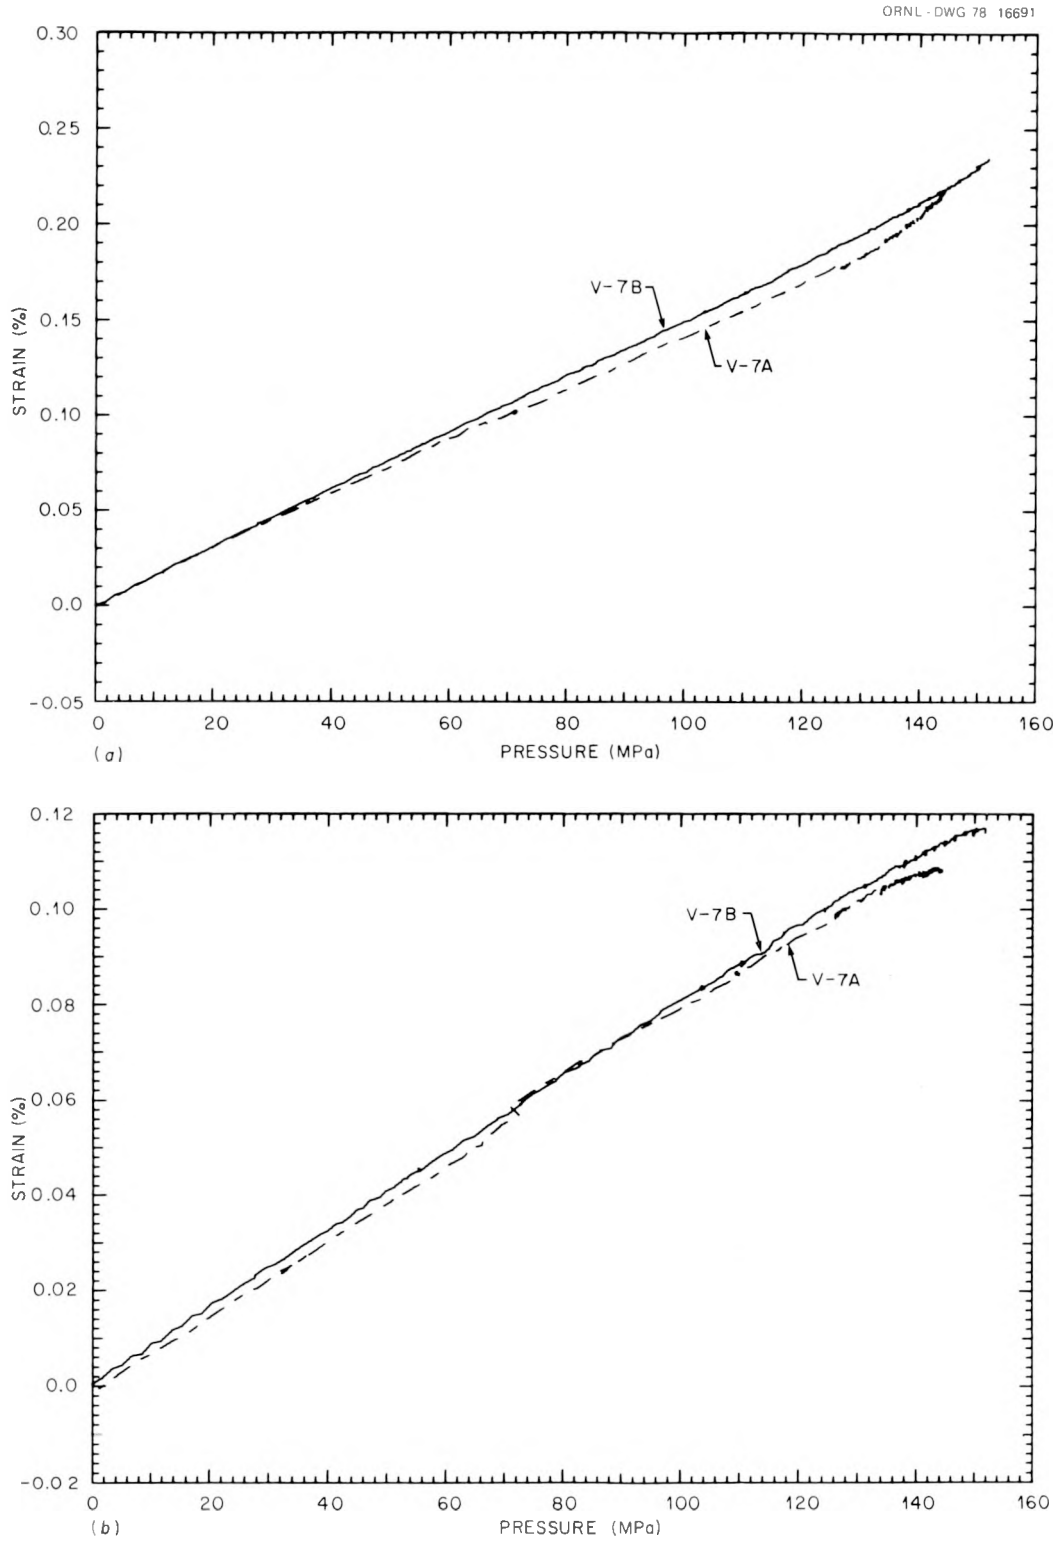 ORNL-DWG 78 16691
0.30
0.25
0.20
0.15
0.10
0.05
0.0
-0.05
STRAIN (%)
V-7B
V-7A
0 20 40 60 80 100 120 140 160
(a)
PRESSURE (MPa)
0.12
0.10
0.08
0.06
0.04
0.02
0.0
-0.02
STRAIN (%)
V-7B
V-7A
0 20 40 60 80 100 120 140 160
(b)
PRESSURE (MPa)